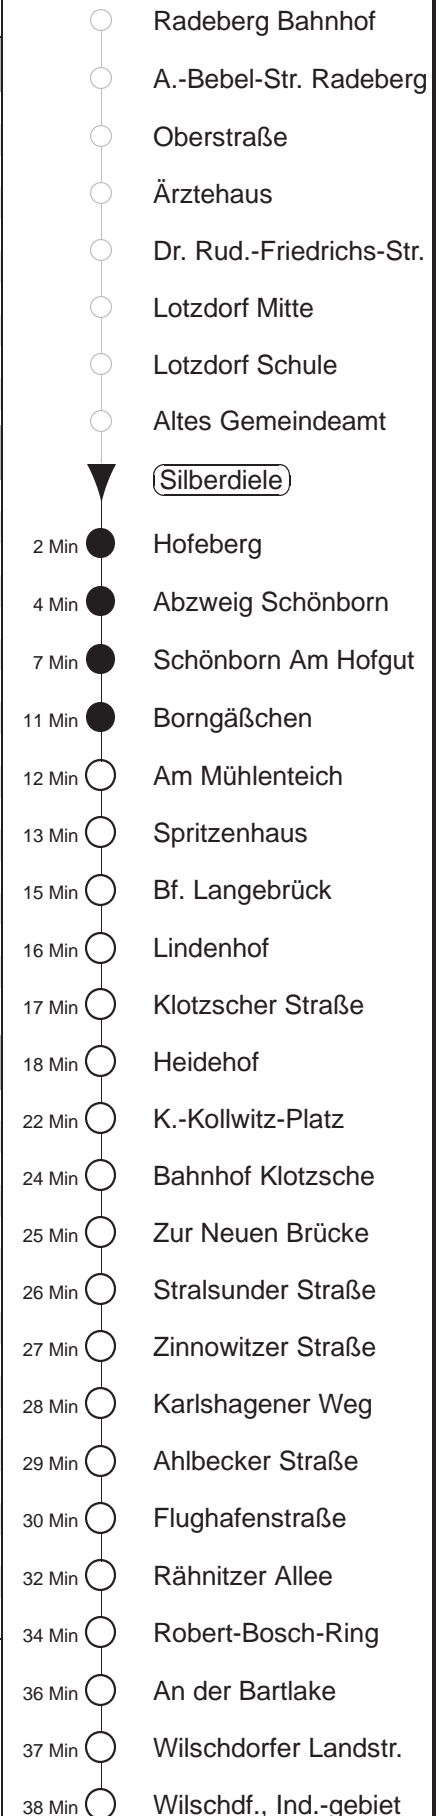 Radeberg Bahnhof
A.-Bebel-Str. Radeberg
Oberstraße
Ärztehaus
Dr. Rud.-Friedrichs-Str.
Lotzdorf Mitte
Lotzdorf Schule
Altes Gemeindeamt
Silberdiele
2 Min Hofeberg
4 Min Abzweig Schönborn
7 Min Schönborn Am Hofgut
11 Min Borngäßchen
12 Min Am Mühlenteich
13 Min Spritzenhaus
15 Min Bf. Langebrück
16 Min Lindenhof
17 Min Klotzscher Straße
18 Min Heidehof
22 Min K.-Kollwitz-Platz
24 Min Bahnhof Klotzsche
25 Min Zur Neuen Brücke
26 Min Stralsunder Straße
27 Min Zinnowitzer Straße
28 Min Karlshagener Weg
29 Min Ahlbecker Straße
30 Min Flughafenstraße
32 Min Rähnitzer Allee
34 Min Robert-Bosch-Ring
36 Min An der Bartlake
37 Min Wilschdorfer Landstr.
38 Min Wilschdf., Ind.-gebiet